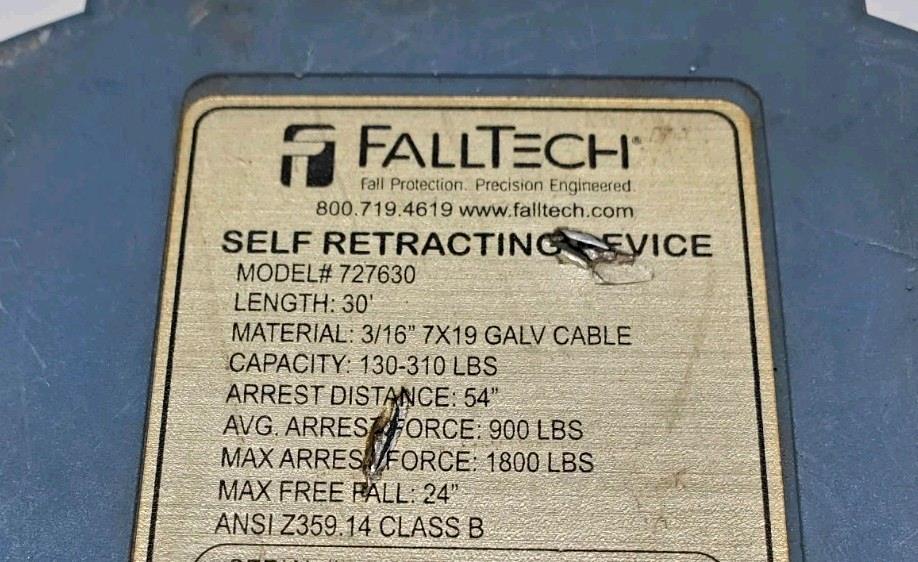 FALLTECH®
Fall Protection. Precision Engineered.
800.719.4619 www.falltech.com
SELF RETRACTING
MODEL# 727630
LENGTH: 30'
MATERIAL: 3/16” 7X19 GALV CABLE
CAPACITY: 130-310 LBS
ARREST DISTANCE: 54”
AVG. ARREST FORCE: 900 LBS
MAX ARREST FORCE: 1800 LBS
MAX FREE FALL: 24”
ANSI Z359.14 CLASS B